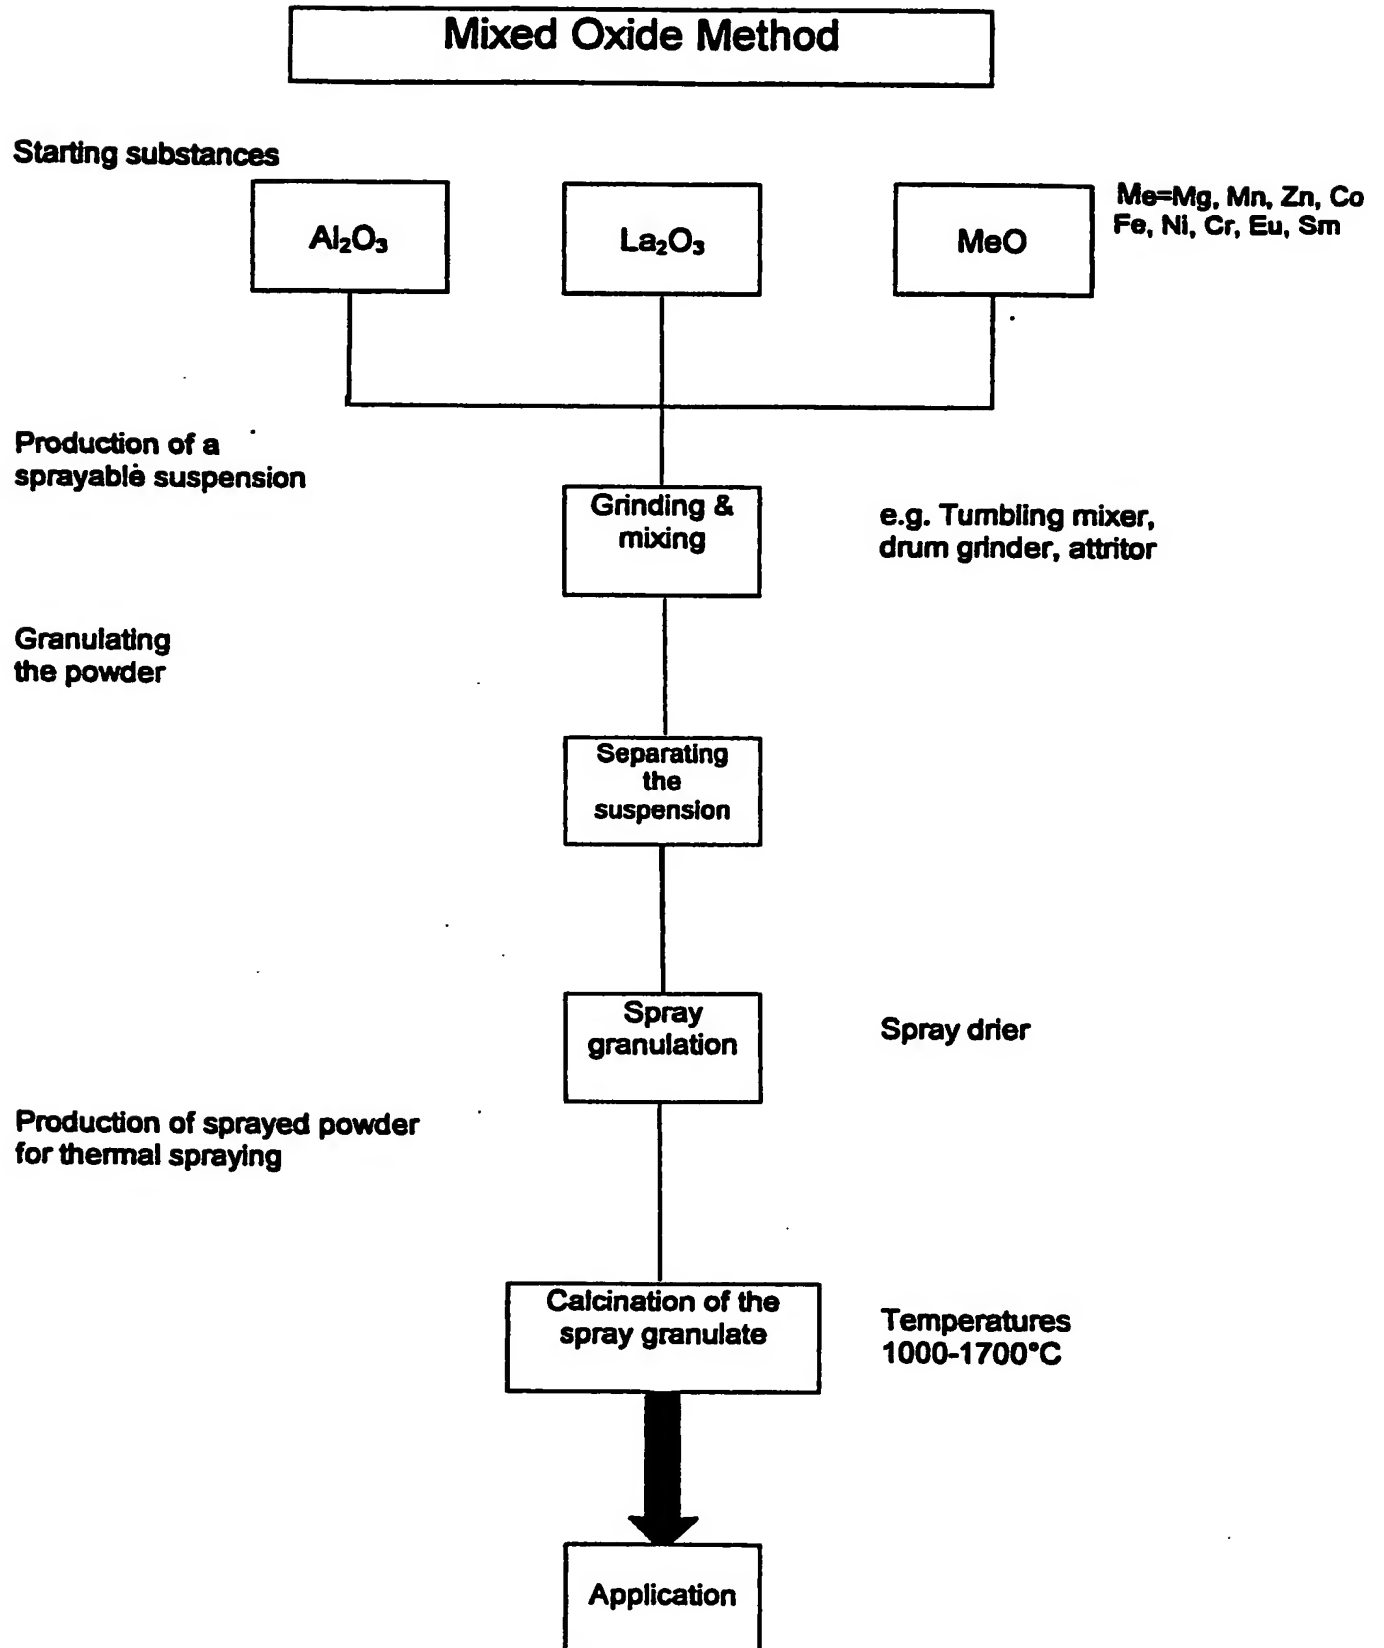 Mixed Oxide Method
Starting substances
Al₂O₃
La₂O₃
MeO
Me=Mg, Mn, Zn, Co
Fe, Ni, Cr, Eu, Sm
Production of a
sprayable suspension
Grinding &
mixing
e.g. Tumbling mixer,
drum grinder, attritor
Granulating
the powder
Separating
the
suspension
Spray
granulation
Spray drier
Production of sprayed powder
for thermal spraying
Calcination of the
spray granulate
Temperatures
1000-1700°C
Application